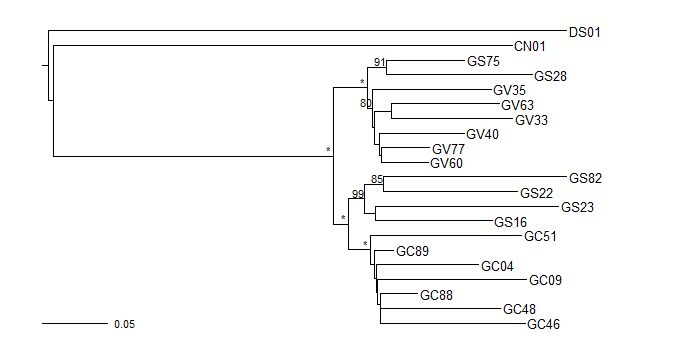 DS01
CN01
91 GS75
* GS28
GV35
80 GV63
GV33
GV40
* GV77
GV60
85 GS82
99 GS22
GS23
* GS16
* GC51
GC89
GC04
GC09
GC88
GC48
0.05 GC46